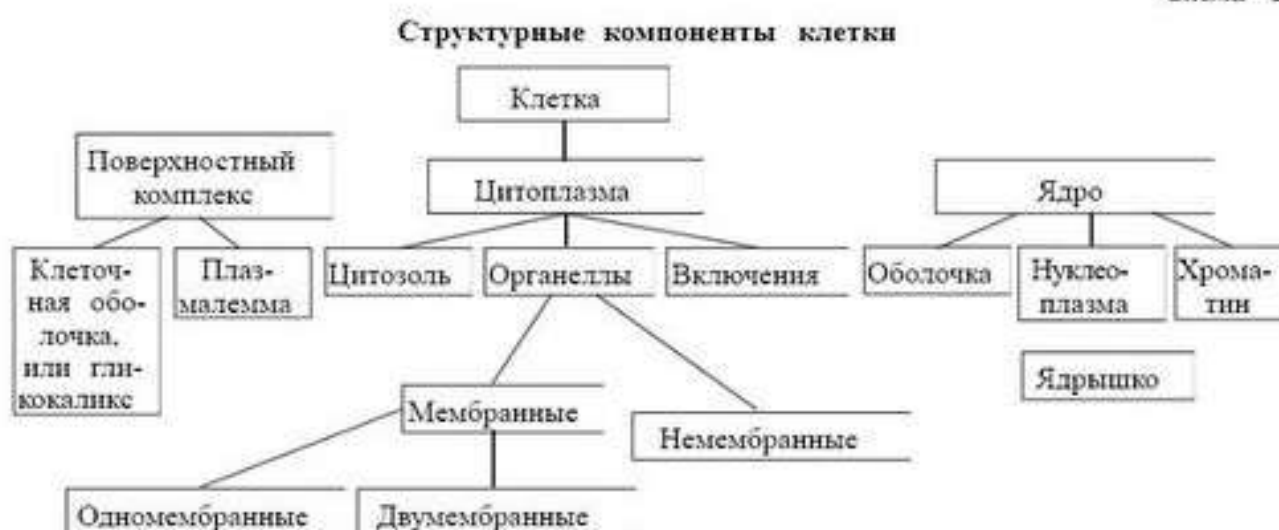 Структурные компоненты клетки
Клетка
Поверхностный
комплекс
Цитоплазма
Ядро
Клеточ-
ная обо-
лочка,
или гли-
кокаликс
Плаз-
малемма
Цитозоль
Органеллы
Включения
Оболочка
Нуклео-
плазма
Хрома-
тин
Ядрышко
Мембранные
Немембранные
Одномембранные
Двумембранные